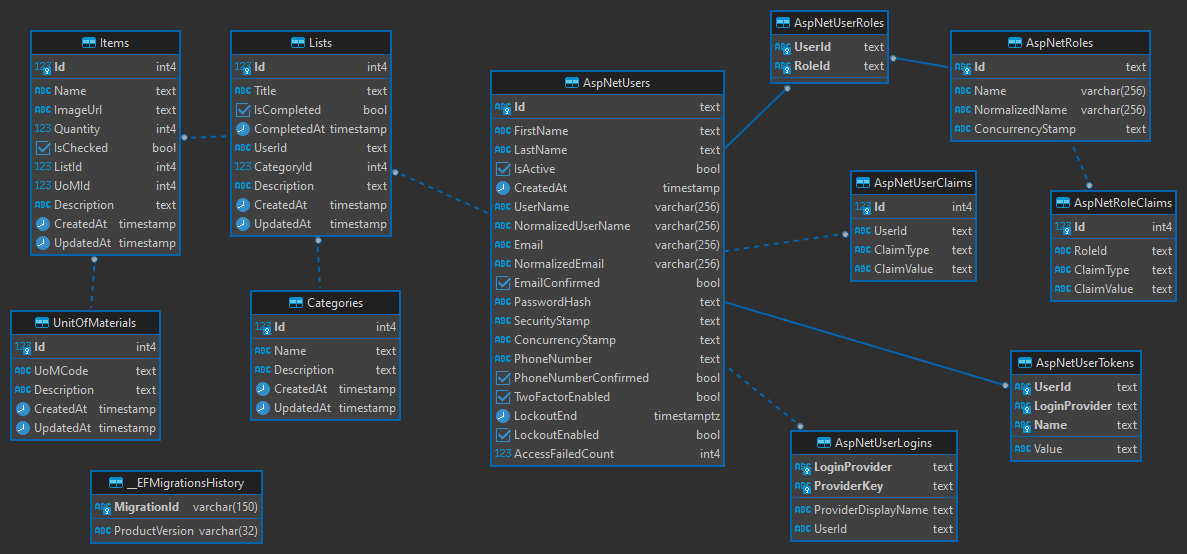 Items
Id int4
Name text
ImageUrl text
Quantity int4
IsChecked bool
ListId int4
UoMId int4
Description text
CreatedAt timestamp
UpdatedAt timestamp
Lists
Id int4
Title text
IsCompleted bool
CompletedAt timestamp
UserId text
CategoryId int4
Description text
CreatedAt timestamp
UpdatedAt timestamp
AspNetUsers
Id text
FirstName text
LastName text
IsActive bool
CreatedAt timestamp
UserName varchar(256)
NormalizedUserName varchar(256)
Email varchar(256)
NormalizedEmail varchar(256)
EmailConfirmed bool
PasswordHash text
SecurityStamp text
ConcurrencyStamp text
PhoneNumber text
PhoneNumberConfirmed bool
TwoFactorEnabled bool
LockoutEnd timestamptz
LockoutEnabled bool
AccessFailedCount int4
AspNetUserRoles
UserId text
RoleId text
AspNetRoles
Id text
Name varchar(256)
NormalizedName varchar(256)
ConcurrencyStamp text
AspNetUserClaims
Id int4
UserId text
ClaimType text
ClaimValue text
AspNetRoleClaims
Id int4
RoleId text
ClaimType text
ClaimValue text
UnitOfMaterials
Id int4
UoMCode text
Description text
CreatedAt timestamp
UpdatedAt timestamp
Categories
Id int4
Name text
Description text
CreatedAt timestamp
UpdatedAt timestamp
AspNetUserTokens
UserId text
LoginProvider text
Name text
Value text
AspNetUserLogins
LoginProvider text
ProviderKey text
ProviderDisplayName text
UserId text
__EFMigrationsHistory
MigrationId varchar(150)
ProductVersion varchar(32)